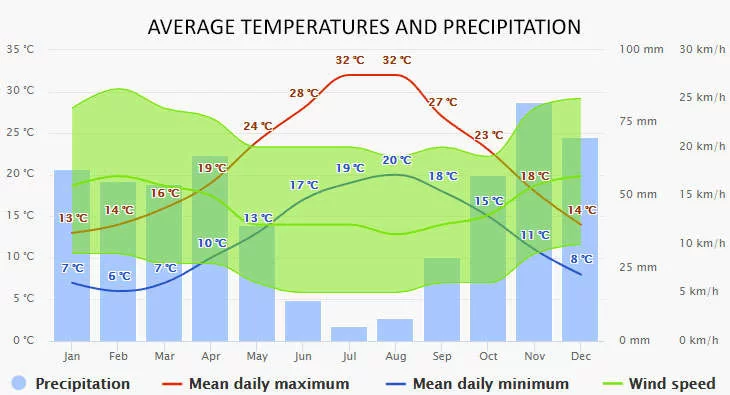 AVERAGE TEMPERATURES AND PRECIPITATION
35 °C 100 mm 30 km/h
32 °C 32 °C
30 °C 28 °C 27 °C 25 km/h
25 °C 24 °C 23 °C 75 mm
20 °C 19 °C 19 °C 20 °C 18 °C 18 °C 20 km/h
16 °C 17 °C 50 mm 15 km/h
15 °C 13 °C 14 °C 13 °C 15 °C 14 °C
10 °C 10 °C 11 °C 10 km/h
7 °C 6 °C 7 °C 8 °C 25 mm
5 °C 5 km/h
0 °C 0 mm 0 km/h
Jan Feb Mar Apr May Jun Jul Aug Sep Oct Nov Dec
Precipitation Mean daily maximum Mean daily minimum Wind speed